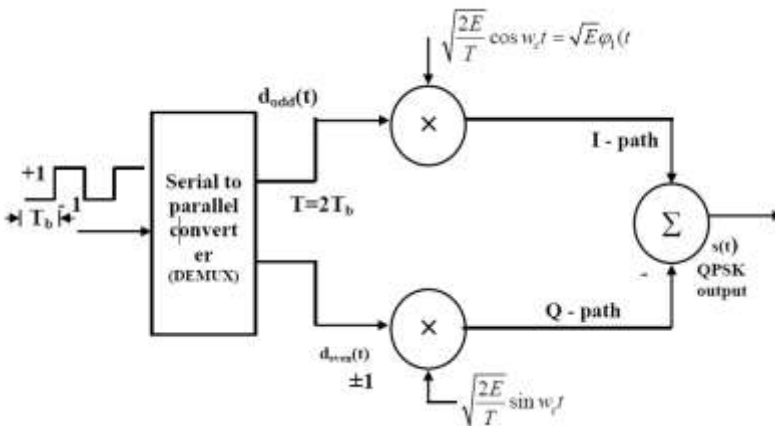 √(2E/T) cos w_c t = √E φ₁(t
d_odd(t)
+1
- 1
T_b
Serial to
parallel
convert
er
(DEMUX)
T=2T_b
×
I - path
Σ
-
s(t)
QPSK
output
×
Q - path
d_even(t)
±1
√(2E/T) sin w_c t